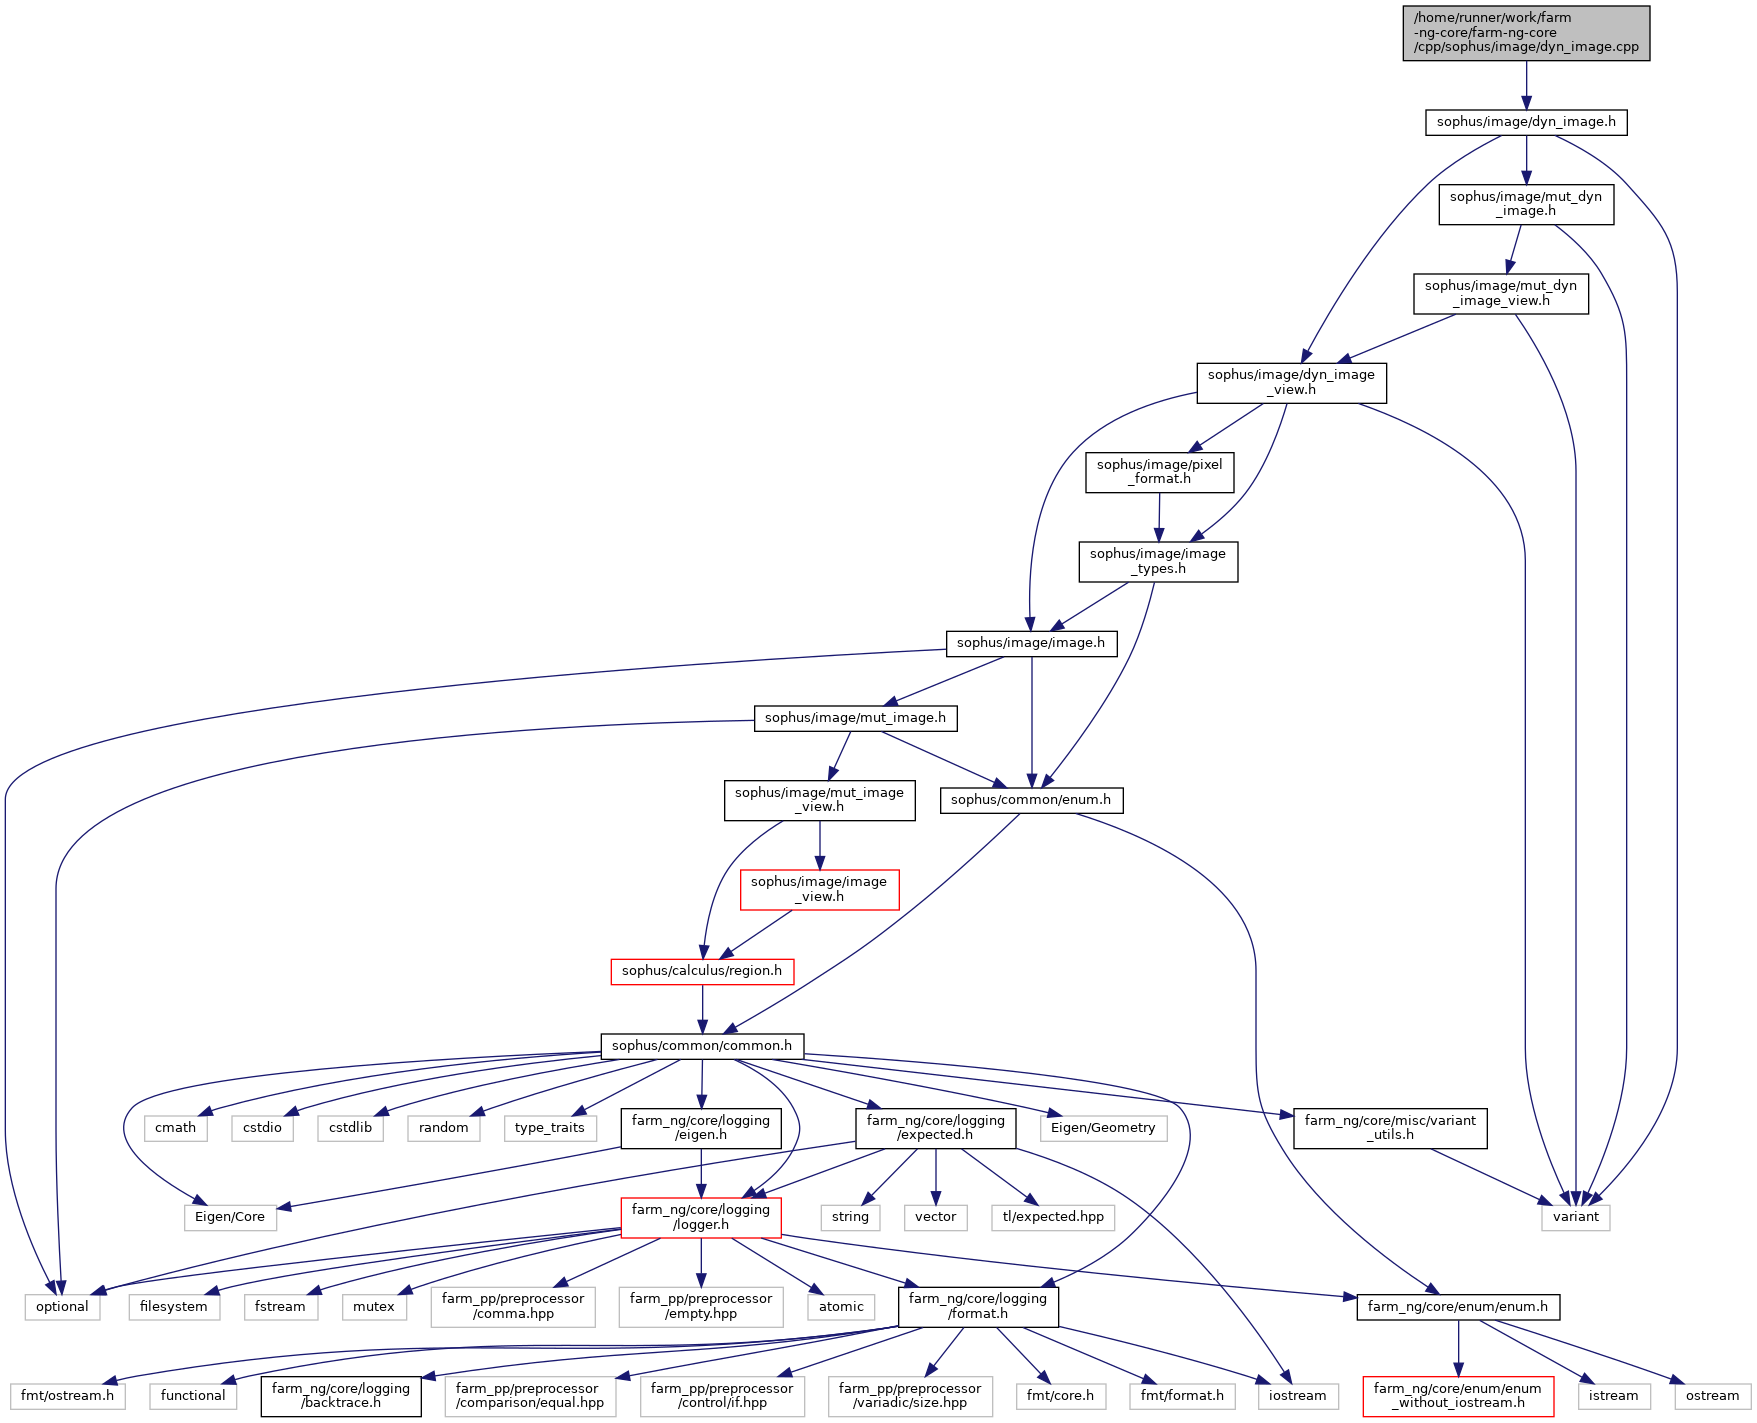 /home/runner/work/farm
-ng-core/farm-ng-core
/cpp/sophus/image/dyn_image.cpp
sophus/image/dyn_image.h
sophus/image/mut_dyn
_image.h
sophus/image/mut_dyn
_image_view.h
sophus/image/dyn_image
_view.h
sophus/image/pixel
_format.h
sophus/image/image
_types.h
sophus/image/image.h
sophus/image/mut_image.h
sophus/image/mut_image
_view.h
sophus/common/enum.h
sophus/image/image
_view.h
sophus/calculus/region.h
sophus/common/common.h
cmath
cstdio
cstdlib
random
type_traits
farm_ng/core/logging
/eigen.h
farm_ng/core/logging
/expected.h
Eigen/Geometry
farm_ng/core/misc/variant
_utils.h
Eigen/Core
farm_ng/core/logging
/logger.h
string
vector
tl/expected.hpp
variant
optional
filesystem
fstream
mutex
farm_pp/preprocessor
/comma.hpp
farm_pp/preprocessor
/empty.hpp
atomic
farm_ng/core/logging
/format.h
farm_ng/core/enum/enum.h
fmt/ostream.h
functional
farm_ng/core/logging
/backtrace.h
farm_pp/preprocessor
/comparison/equal.hpp
farm_pp/preprocessor
/control/if.hpp
farm_pp/preprocessor
/variadic/size.hpp
fmt/core.h
fmt/format.h
iostream
farm_ng/core/enum/enum
_without_iostream.h
istream
ostream